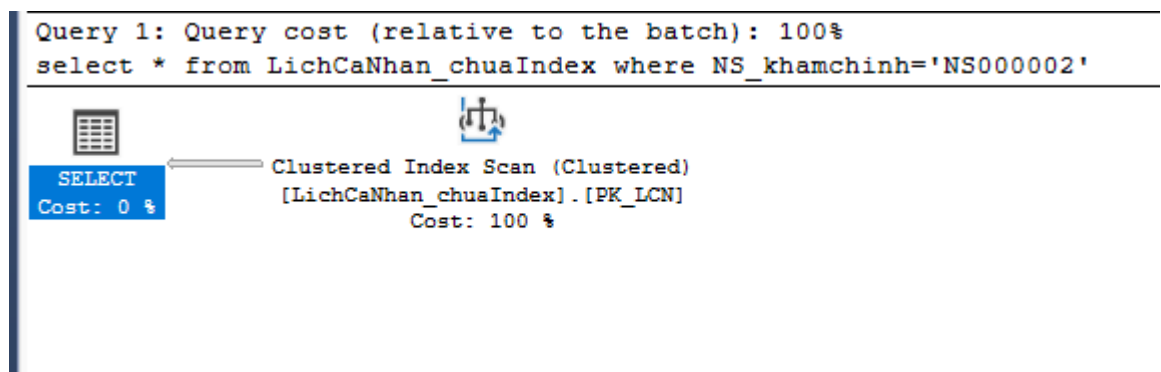 Query 1: Query cost (relative to the batch): 100%
select * from LichCaNhan_chuaIndex where NS_khamchinh='NS000002'
SELECT
Cost: 0 %
Clustered Index Scan (Clustered)
[LichCaNhan_chuaIndex].[PK_LCN]
Cost: 100 %